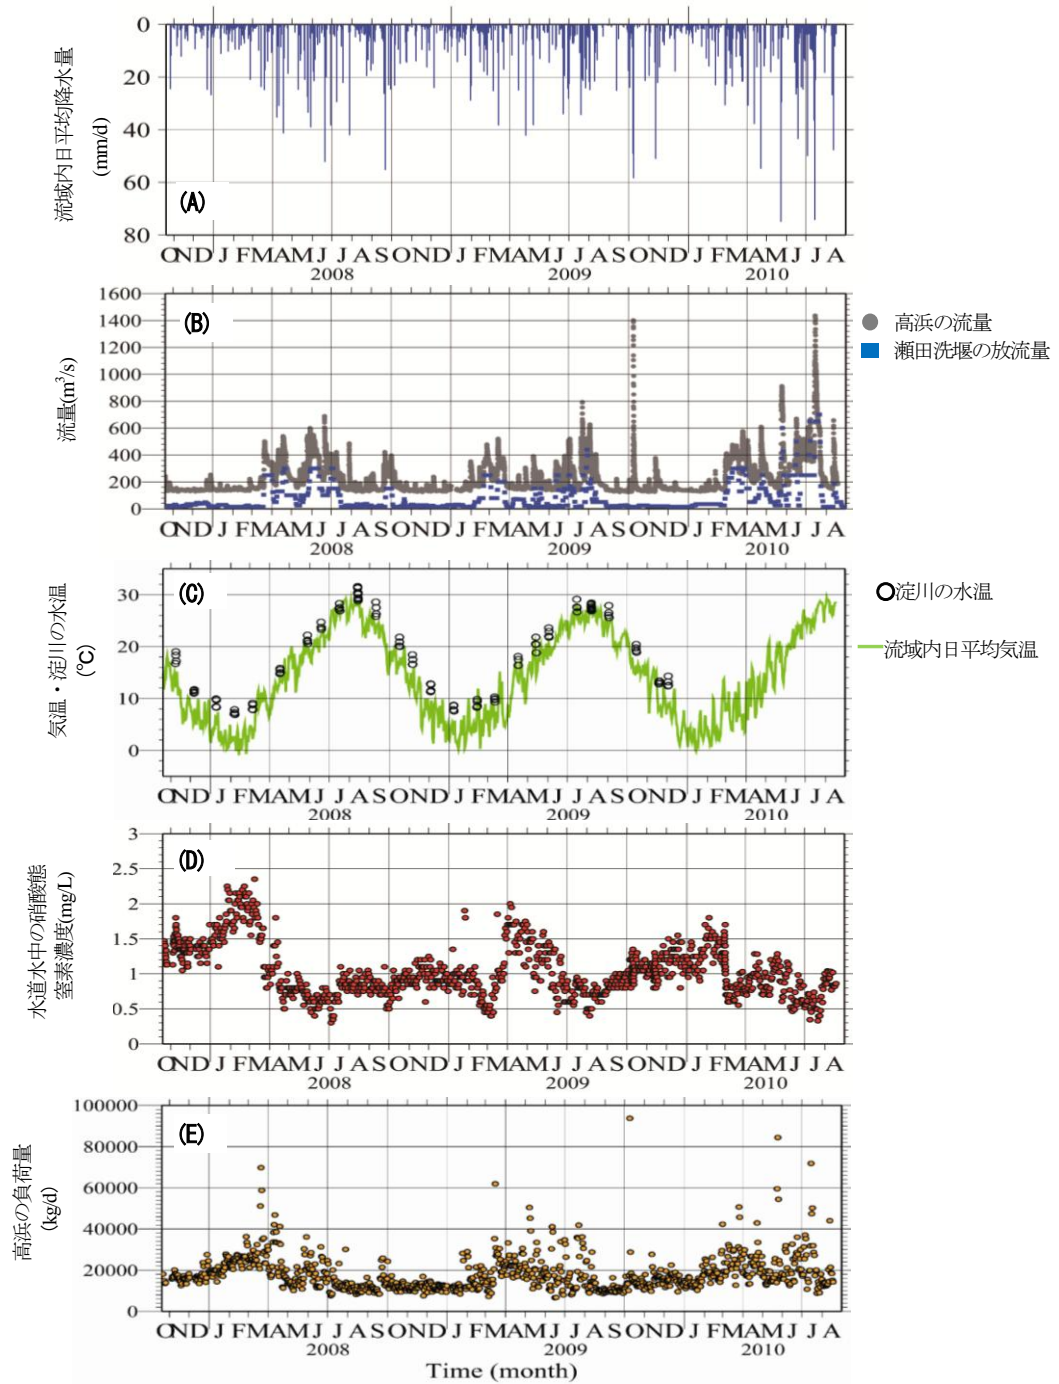 流域内日平均降水量
(mm/d)
0
20
40
60
80
(A)
O N D J F M A M J J A S O N D J F M A M J J A S O N D J F M A M J J A
2008 2009 2010
流量(m³/s)
1600
1400
1200
1000
800
600
400
200
0
(B)
高浜の流量
瀬田洗堰の放流量
O N D J F M A M J J A S O N D J F M A M J J A S O N D J F M A M J J A
2008 2009 2010
気温・淀川の水温
(℃)
30
20
10
0
(C)
淀川の水温
流域内日平均気温
O N D J F M A M J J A S O N D J F M A M J J A S O N D J F M A M J J A
2008 2009 2010
水道水中の硝酸態
窒素濃度(mg/L)
3
2.5
2
1.5
1
0.5
0
(D)
O N D J F M A M J J A S O N D J F M A M J J A S O N D J F M A M J J A
2008 2009 2010
高浜の負荷量
(kg/d)
100000
80000
60000
40000
20000
0
(E)
O N D J F M A M J J A S O N D J F M A M J J A S O N D J F M A M J J A
2008 2009 2010
Time (month)